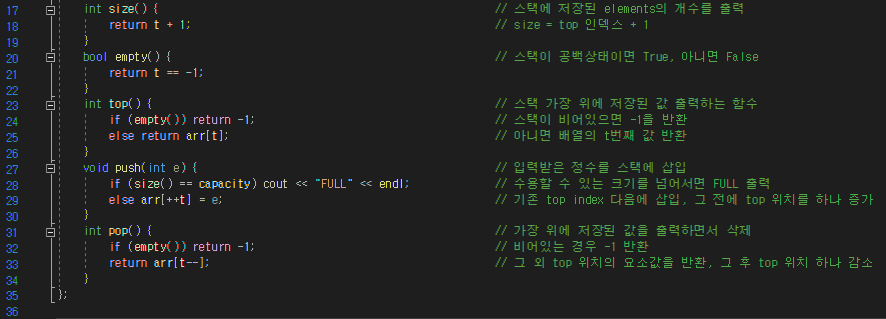 17 int size() { // 스택에 저장된 elements의 개수를 출력
18 return t + 1; // size = top 인덱스 + 1
19 }
20 bool empty() { // 스택이 공백상태이면 True, 아니면 False
21 return t == -1;
22 }
23 int top() { // 스택 가장 위에 저장된 값 출력하는 함수
24 if (empty()) return -1; // 스택이 비어있으면 -1을 반환
25 else return arr[t]; // 아니면 배열의 t번째 값 반환
26 }
27 void push(int e) { // 입력받은 정수를 스택에 삽입
28 if (size() == capacity) cout << "FULL" << endl; // 수용할 수 있는 크기를 넘어서면 FULL 출력
29 else arr[++t] = e; // 기존 top index 다음에 삽입, 그 전에 top 위치를 하나 증가
30 }
31 int pop() { // 가장 위에 저장된 값을 출력하면서 삭제
32 if (empty()) return -1; // 비어있는 경우 -1 반환
33 return arr[t--]; // 그 외 top 위치의 요소값을 반환, 그 후 top 위치 하나 감소
34 }
35 };
36